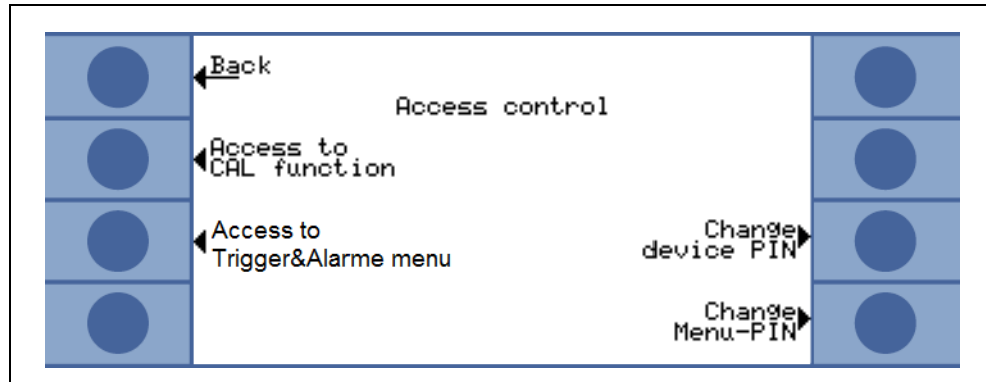 Back
Access control
Access to
CAL function
Access to
Trigger&Alarme menu
Change
device PIN
Change
Menu-PIN